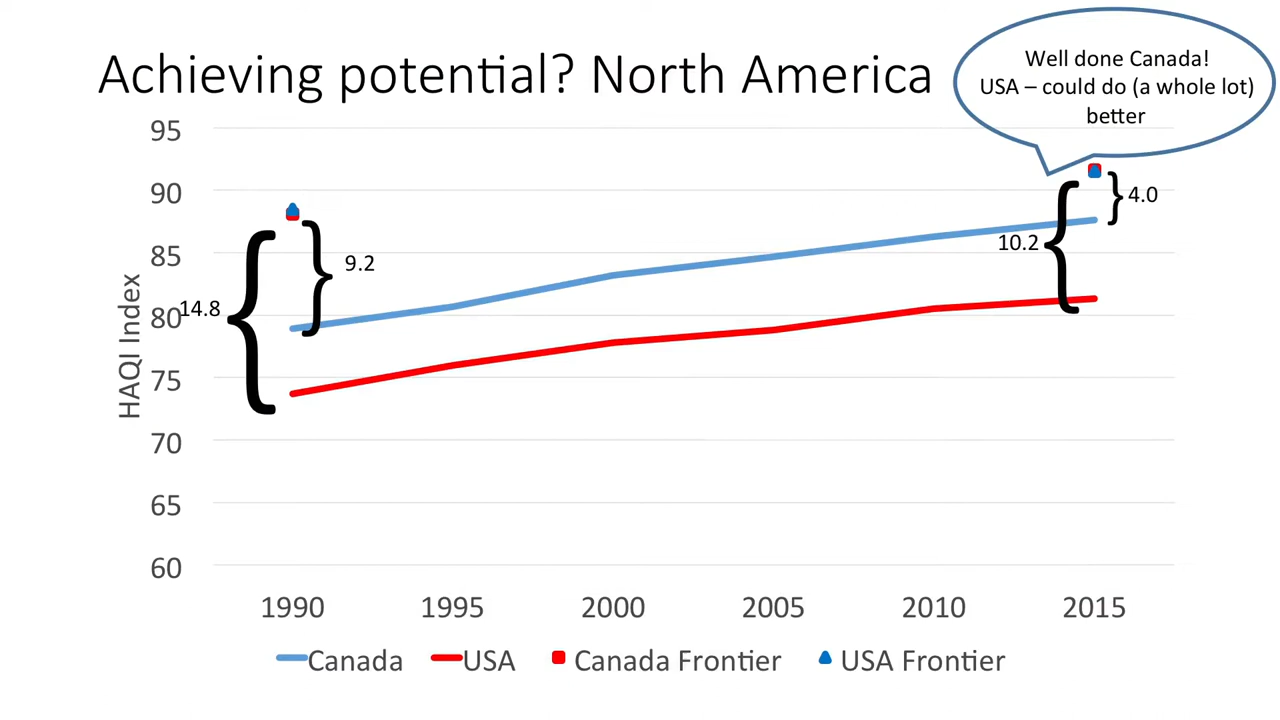 Achieving potential? North America
Well done Canada!
USA – could do (a whole lot)
better
95
90
85
80
75
70
65
60
HAQI Index
14.8
9.2
10.2
4.0
1990 1995 2000 2005 2010 2015
Canada USA Canada Frontier USA Frontier